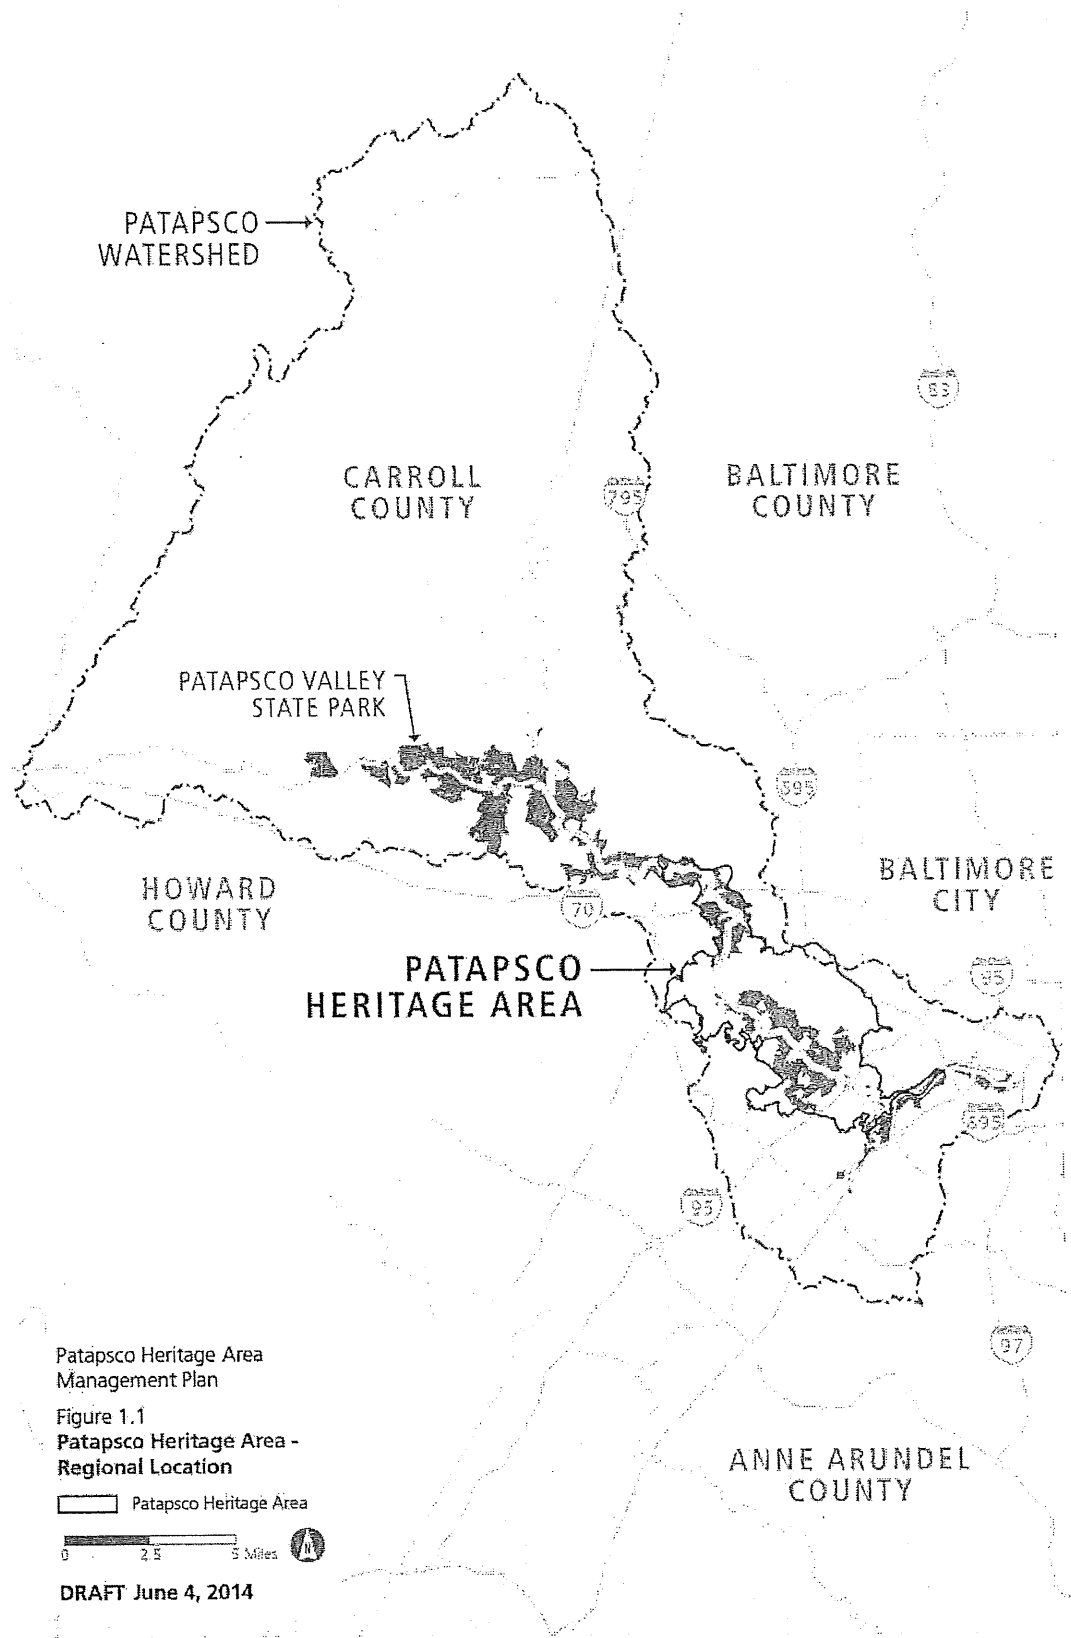 PATAPSCO
WATERSHED
83
CARROLL
COUNTY
795
BALTIMORE
COUNTY
PATAPSCO VALLEY
STATE PARK
695
BALTIMORE
CITY
HOWARD
COUNTY
70
PATAPSCO
HERITAGE AREA
95
695
95
97
Patapsco Heritage Area
Management Plan
Figure 1.1
Patapsco Heritage Area -
Regional Location
Patapsco Heritage Area
0 2.5 5 Miles
N
DRAFT June 4, 2014
ANNE ARUNDEL
COUNTY